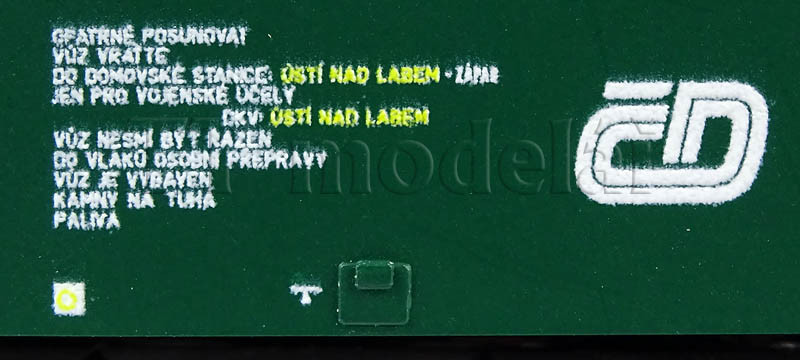 OPATRNĚ POSUNOVAT
VŮZ VRAŤTE
DO DOMOVSKÉ STANICE: ÚSTÍ NAD LABEM - ZÁPAD
JEN PRO VOJENSKÉ ÚČELY
DKV: ÚSTÍ NAD LABEM
VŮZ NESMÍ BÝT ŘAZEN
DO VLAKŮ OSOBNÍ PŘEPRAVY
VŮZ JE VYBAVEN
KAMNY NA TUHÁ
PALIVA
ČD